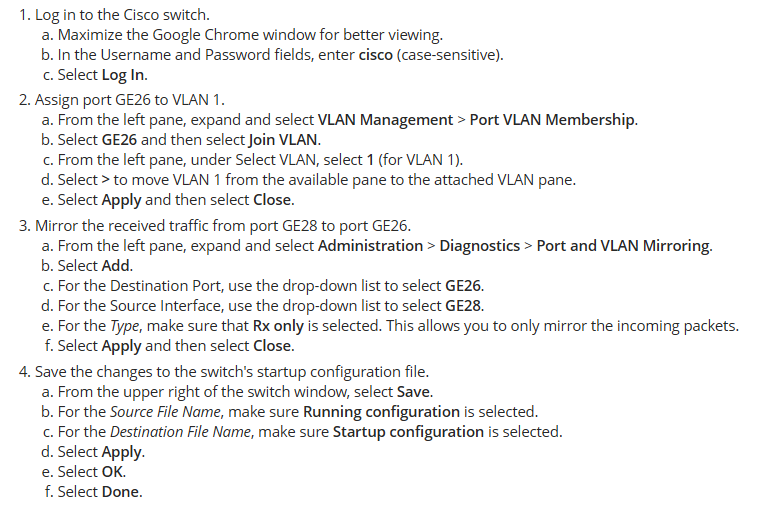 1. Log in to the Cisco switch.
a. Maximize the Google Chrome window for better viewing.
b. In the Username and Password fields, enter cisco (case-sensitive).
c. Select Log In.
2. Assign port GE26 to VLAN 1.
a. From the left pane, expand and select VLAN Management > Port VLAN Membership.
b. Select GE26 and then select Join VLAN.
c. From the left pane, under Select VLAN, select 1 (for VLAN 1).
d. Select > to move VLAN 1 from the available pane to the attached VLAN pane.
e. Select Apply and then select Close.
3. Mirror the received traffic from port GE28 to port GE26.
a. From the left pane, expand and select Administration > Diagnostics > Port and VLAN Mirroring.
b. Select Add.
c. For the Destination Port, use the drop-down list to select GE26.
d. For the Source Interface, use the drop-down list to select GE28.
e. For the Type, make sure that Rx only is selected. This allows you to only mirror the incoming packets.
f. Select Apply and then select Close.
4. Save the changes to the switch's startup configuration file.
a. From the upper right of the switch window, select Save.
b. For the Source File Name, make sure Running configuration is selected.
c. For the Destination File Name, make sure Startup configuration is selected.
d. Select Apply.
e. Select OK.
f. Select Done.